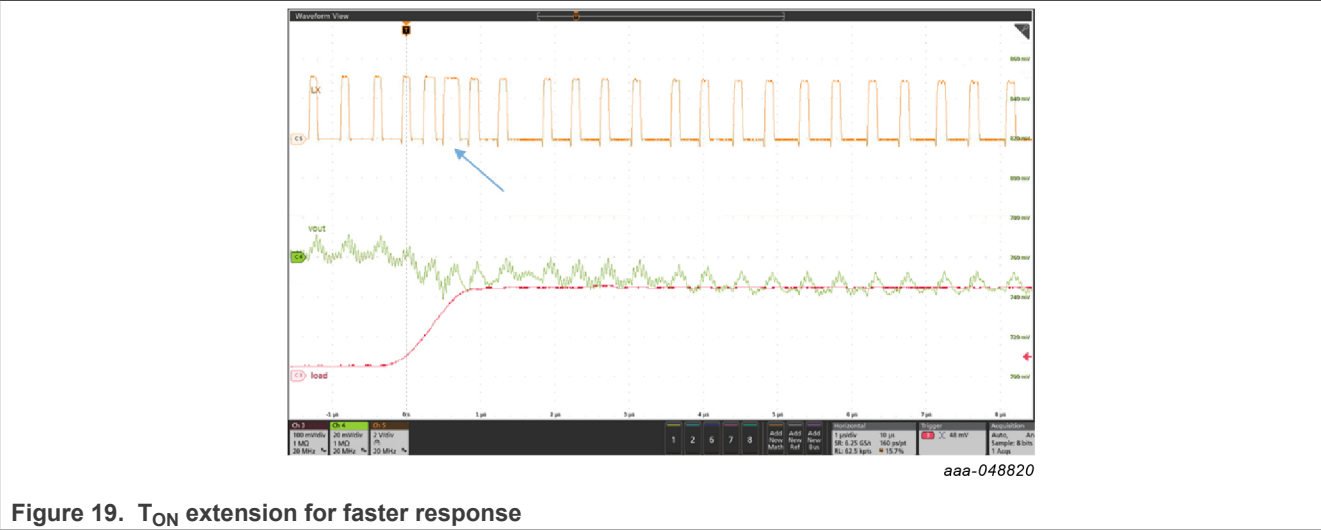 Waveform View
T
860 mV
LX
840 mV
C5
820 mV
800 mV
780 mV
vout
C4
760 mV
740 mV
720 mV
C3 load
700 mV
-1 µs 0 s 1 µs 2 µs 3 µs 4 µs 5 µs 6 µs 7 µs 8 µs
Ch 3 Ch 4 Ch 5 Add Add Add Horizontal Trigger Acquisition
100 mV/div 20 mV/div 2 V/div 1 2 6 7 8 New New New 1 µs/div 10 µs 3 48 mV Auto, An
1 MΩ 1 MΩ Math Ref Bus SR: 6.25 GS/s 160 ps/pt Sample: 8 bits
20 MHz 20 MHz 20 MHz RL: 62.5 kpts 15.7% 1 Acqs
aaa-048820
Figure 19. TON extension for faster response